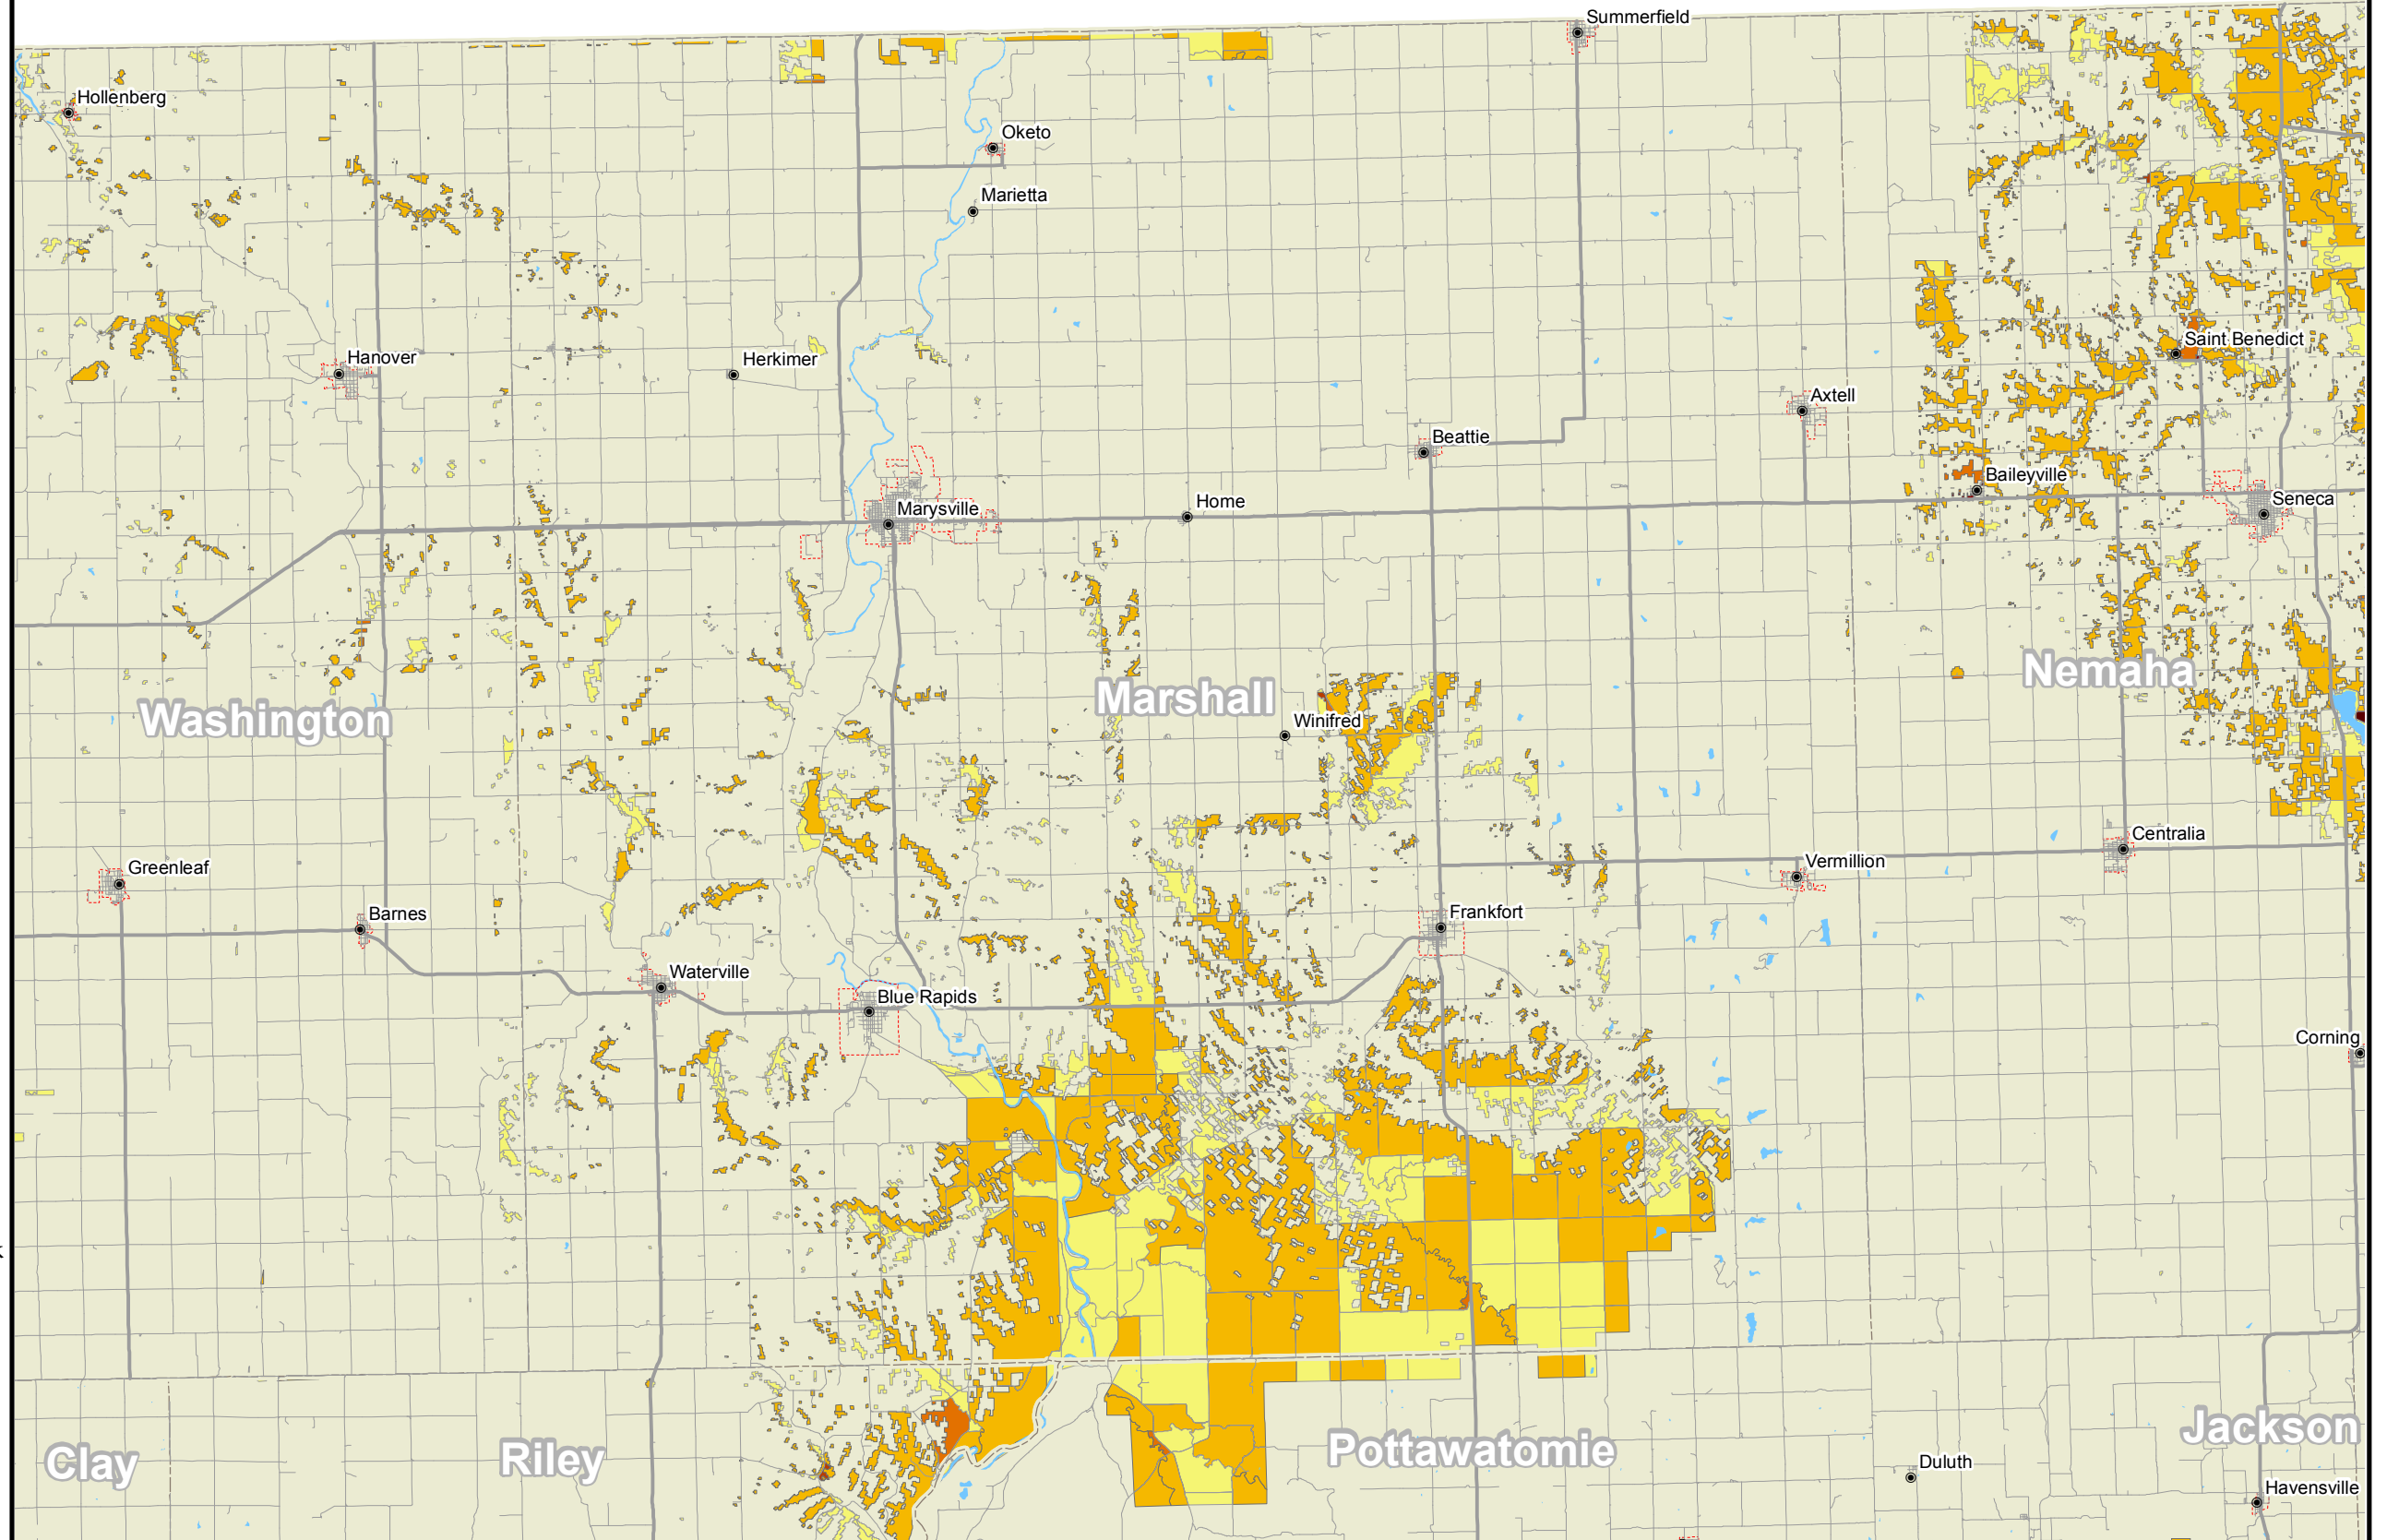 Summerfield
Hollenberg
Oketo
Marietta
Saint Benedict
Hanover
Herkimer
Axtell
Beattie
Baileyville
Seneca
Home
Marysville
Nemaha
Marshall
Washington
Winifred
Centralia
Vermillion
Greenleaf
Frankfort
Barnes
Waterville
Blue Rapids
Corning
Jackson
Pottawatomie
Riley
Clay
Duluth
Havensville